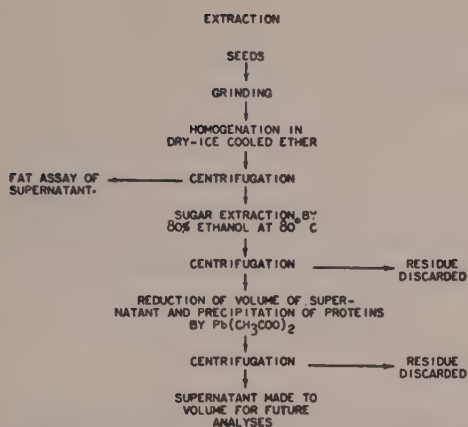 EXTRACTION
SEEDS
GRINDING
HOMOGENATION IN
DRY-ICE COOLED ETHER
FAT ASSAY OF
SUPERNATANT.
CENTRIFUGATION
SUGAR EXTRACTION BY
80% ETHANOL AT 80° C
CENTRIFUGATION
RESIDUE
DISCARDED
REDUCTION OF VOLUME OF SUPER-
NATANT AND PRECIPITATION OF PROTEINS
BY Pb(CH₃COO)₂
CENTRIFUGATION
RESIDUE
DISCARDED
SUPERNATANT MADE TO
VOLUME FOR FUTURE
ANALYSES